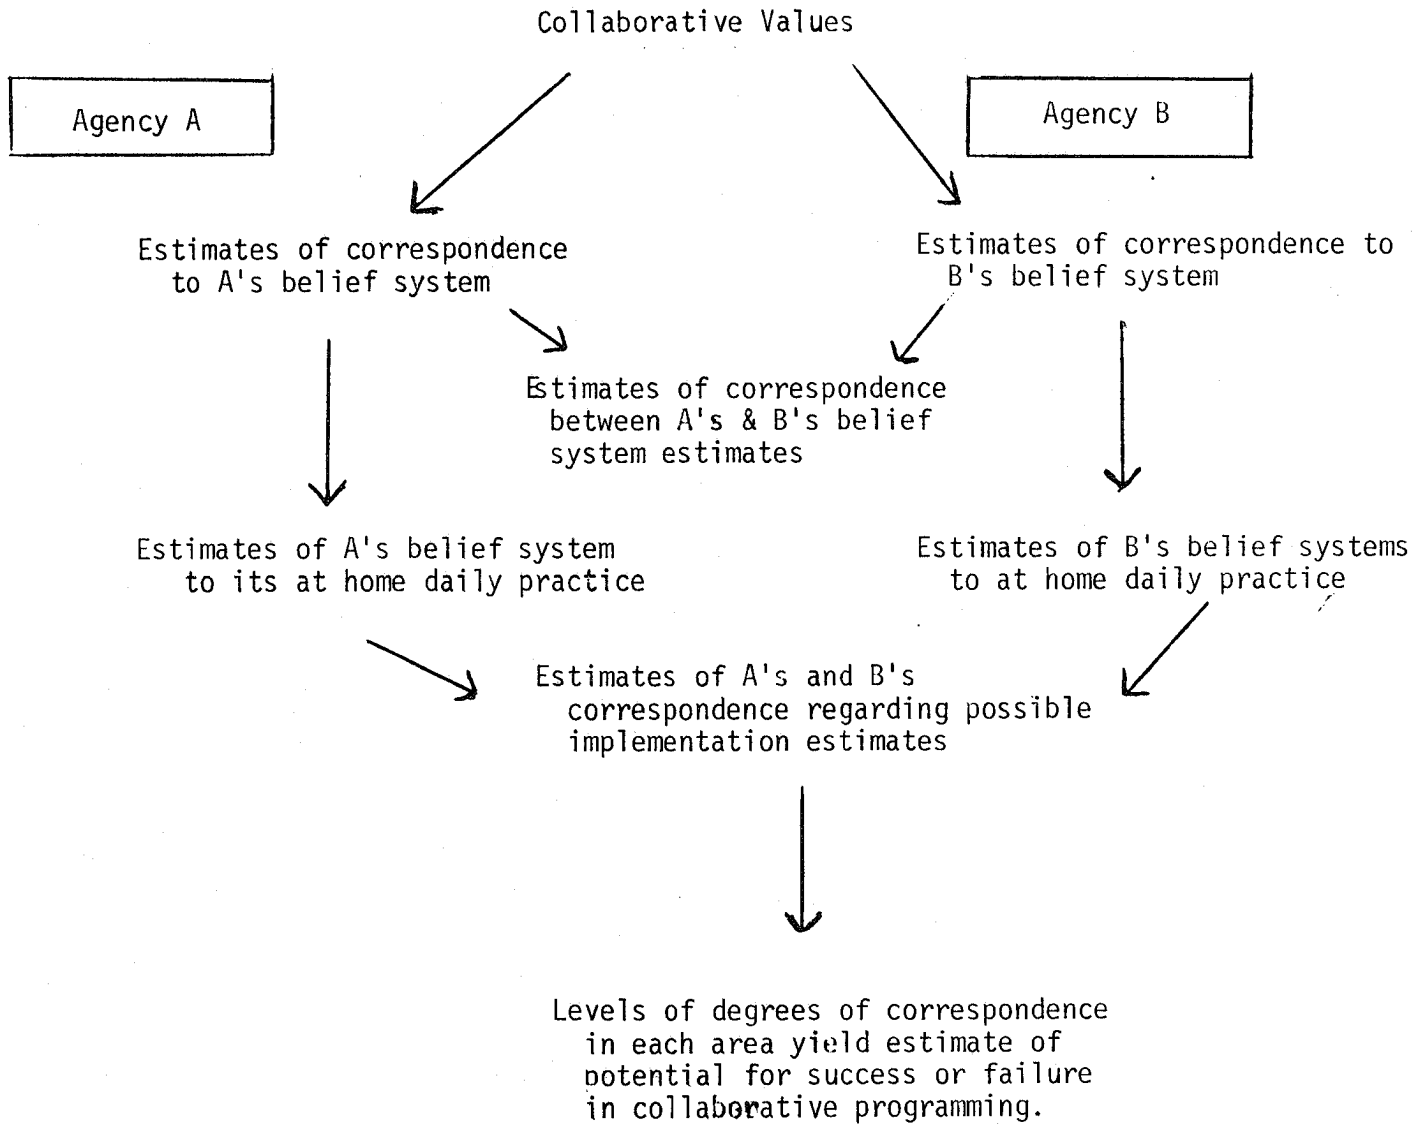 Collaborative Values
Agency A
Agency B
Estimates of correspondence
to A's belief system
Estimates of correspondence to
B's belief system
Estimates of correspondence
between A's & B's belief
system estimates
Estimates of A's belief system
to its at home daily practice
Estimates of B's belief systems
to at home daily practice
Estimates of A's and B's
correspondence regarding possible
implementation estimates
Levels of degrees of correspondence
in each area yield estimate of
potential for success or failure
in collaborative programming.